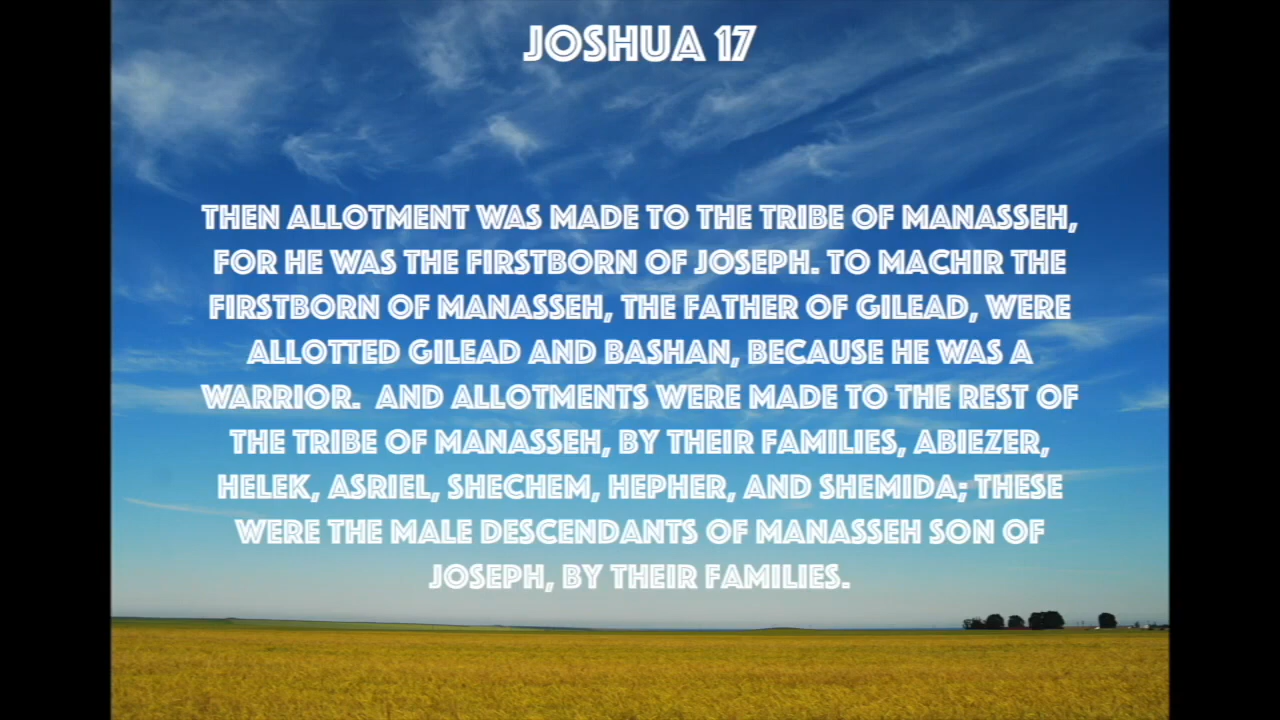 JOSHUA 17
THEN ALLOTMENT WAS MADE TO THE TRIBE OF MANASSEH,
FOR HE WAS THE FIRSTBORN OF JOSEPH. TO MACHIR THE
FIRSTBORN OF MANASSEH, THE FATHER OF GILEAD, WERE
ALLOTTED GILEAD AND BASHAN, BECAUSE HE WAS A
WARRIOR.  AND ALLOTMENTS WERE MADE TO THE REST OF
THE TRIBE OF MANASSEH, BY THEIR FAMILIES, ABIEZER,
HELEK, ASRIEL, SHECHEM, HEPHER, AND SHEMIDA; THESE
WERE THE MALE DESCENDANTS OF MANASSEH SON OF
JOSEPH, BY THEIR FAMILIES.